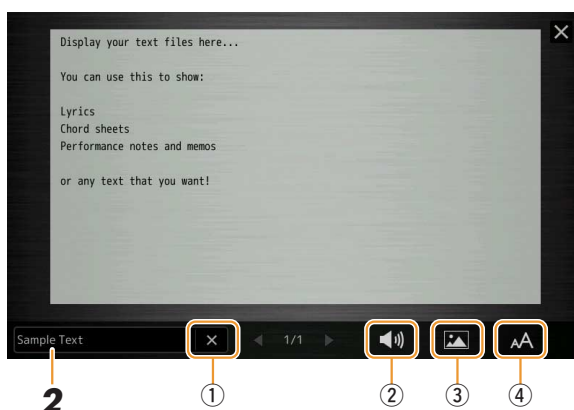 Display your text files here...
You can use this to show:
Lyrics
Chord sheets
Performance notes and memos
or any text that you want!
Sample Text
1/1
AA
2
① ② ③ ④